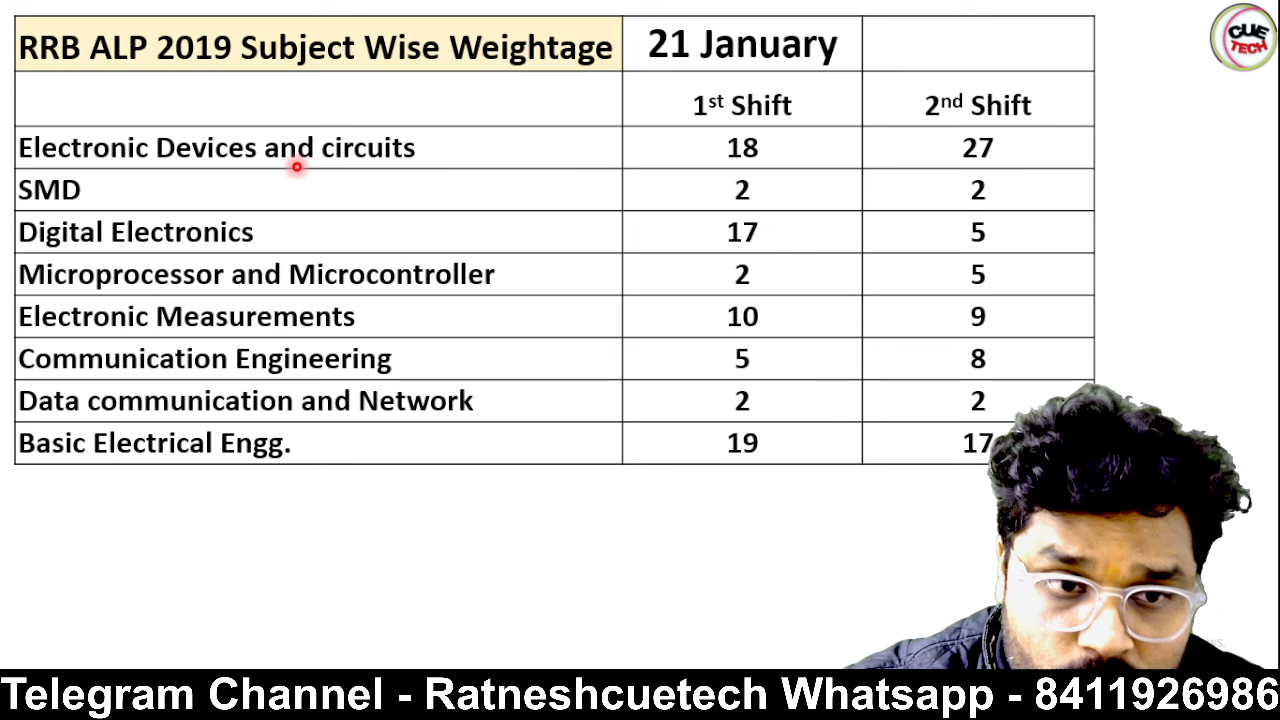 RRB ALP 2019 Subject Wise Weightage 21 January
1st Shift 2nd Shift
Electronic Devices and circuits 18 27
SMD 2 2
Digital Electronics 17 5
Microprocessor and Microcontroller 2 5
Electronic Measurements 10 9
Communication Engineering 5 8
Data communication and Network 2 2
Basic Electrical Engg. 19 17
CUE
TECH
Telegram Channel - Ratneshcuetech Whatsapp - 8411926986